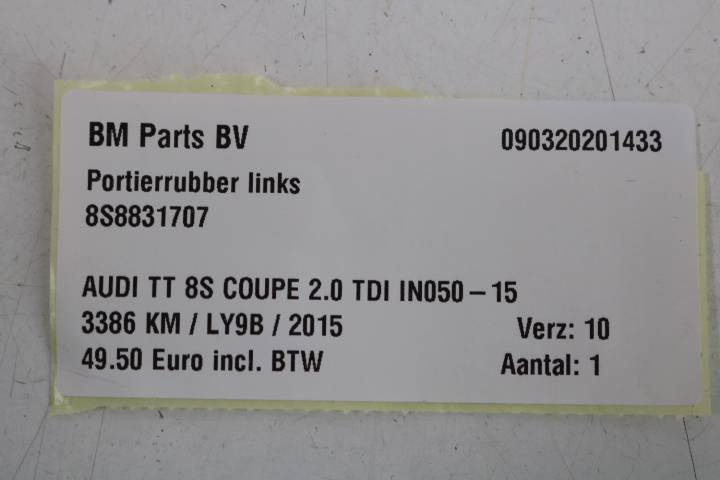 BM Parts BV 090320201433
Portierrubber links
8S8831707
AUDI TT 8S COUPE 2.0 TDI IN050-15
3386 KM / LY9B / 2015 Verz: 10
49.50 Euro incl. BTW Aantal: 1